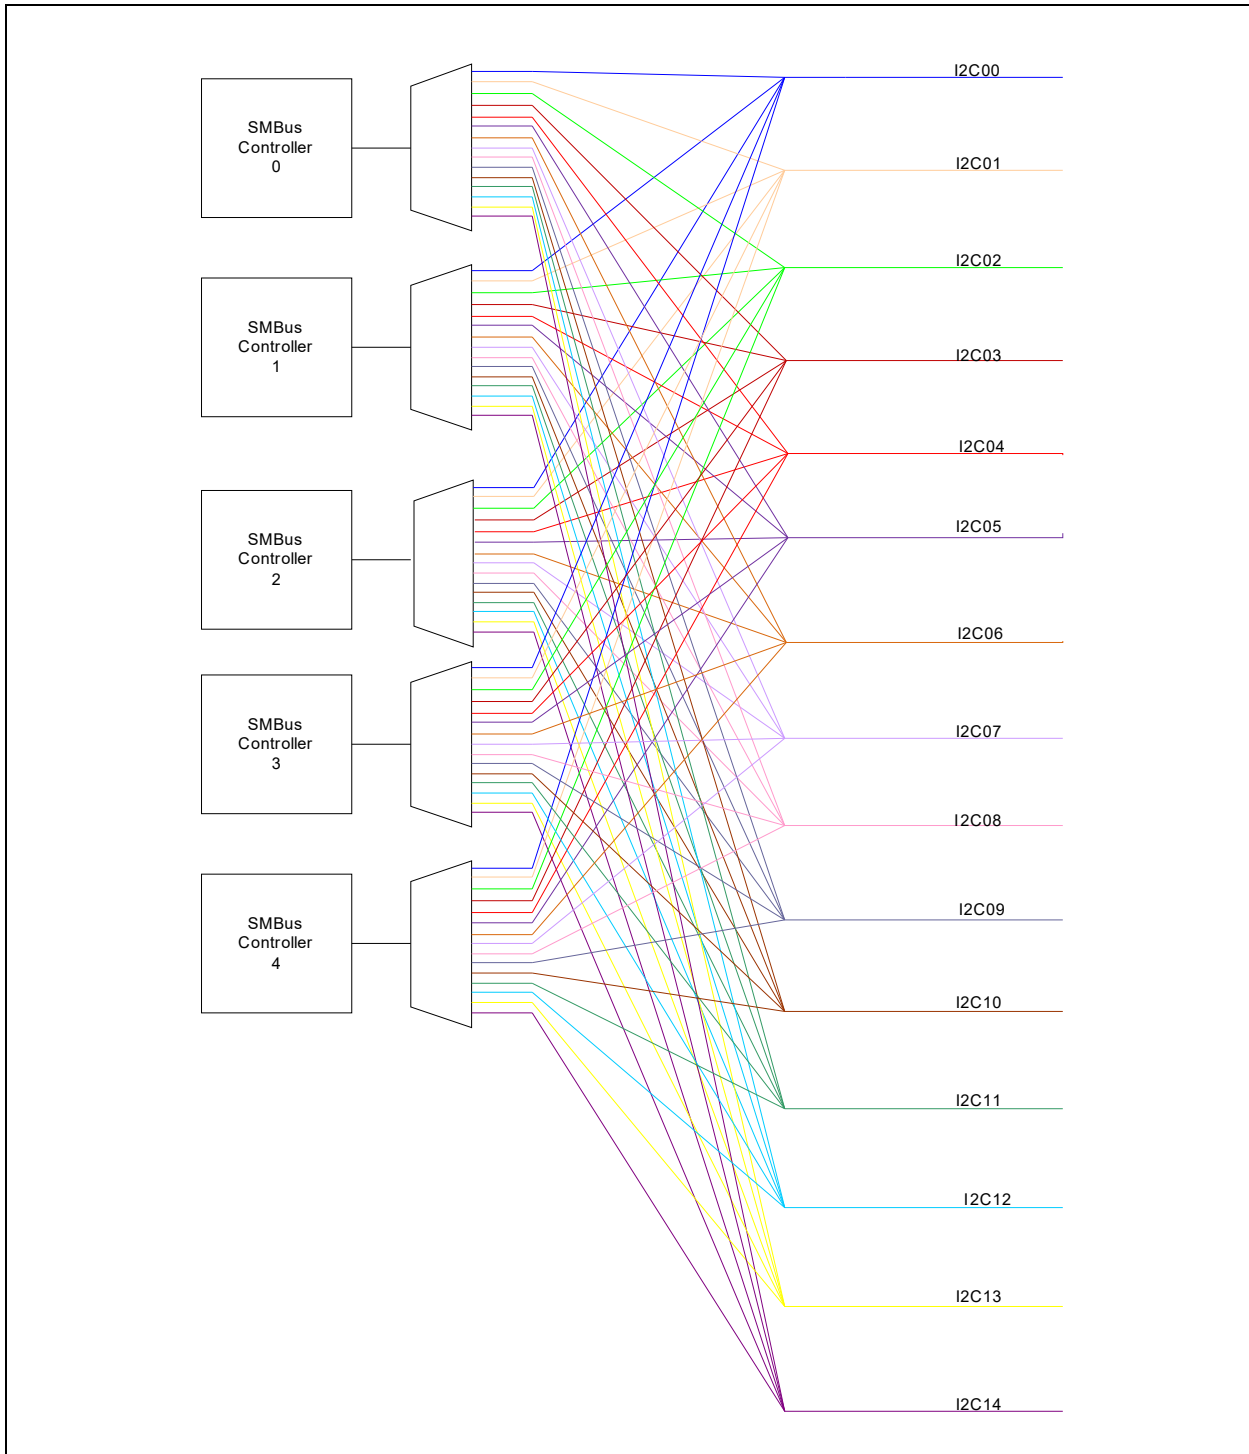 SMBus
Controller
0
SMBus
Controller
1
SMBus
Controller
2
SMBus
Controller
3
SMBus
Controller
4
I2C00
I2C01
I2C02
I2C03
I2C04
I2C05
I2C06
I2C07
I2C08
I2C09
I2C10
I2C11
I2C12
I2C13
I2C14